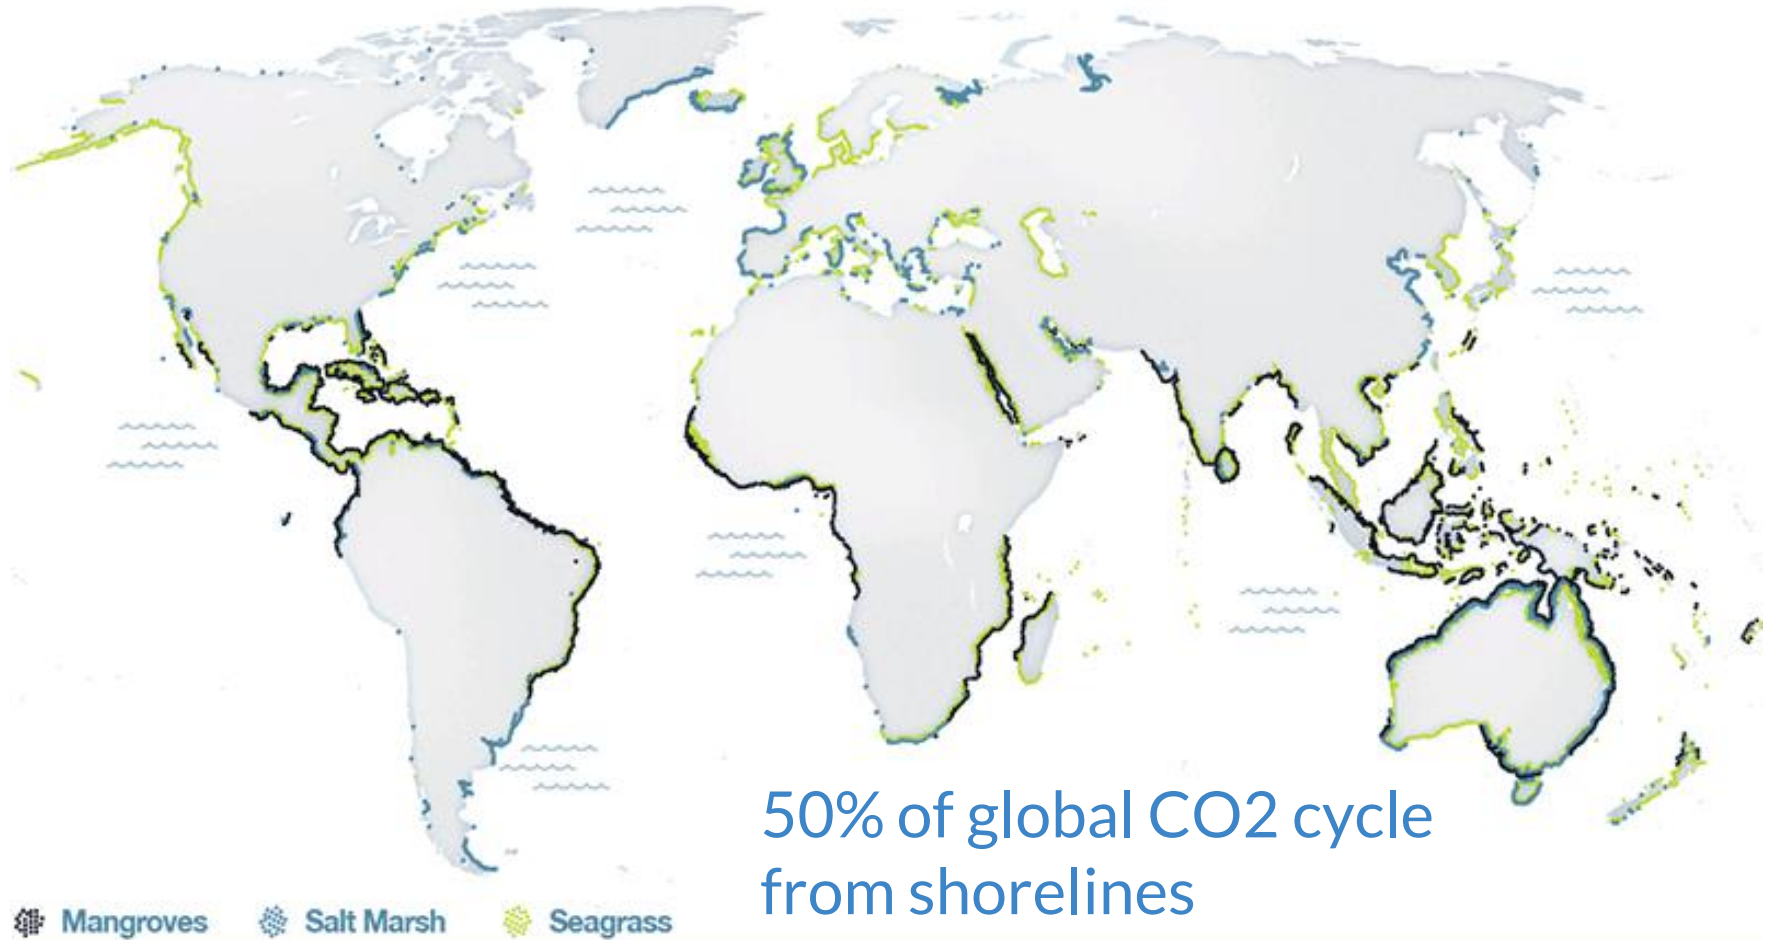 50% of global CO2 cycle
from shorelines
Mangroves Salt Marsh Seagrass